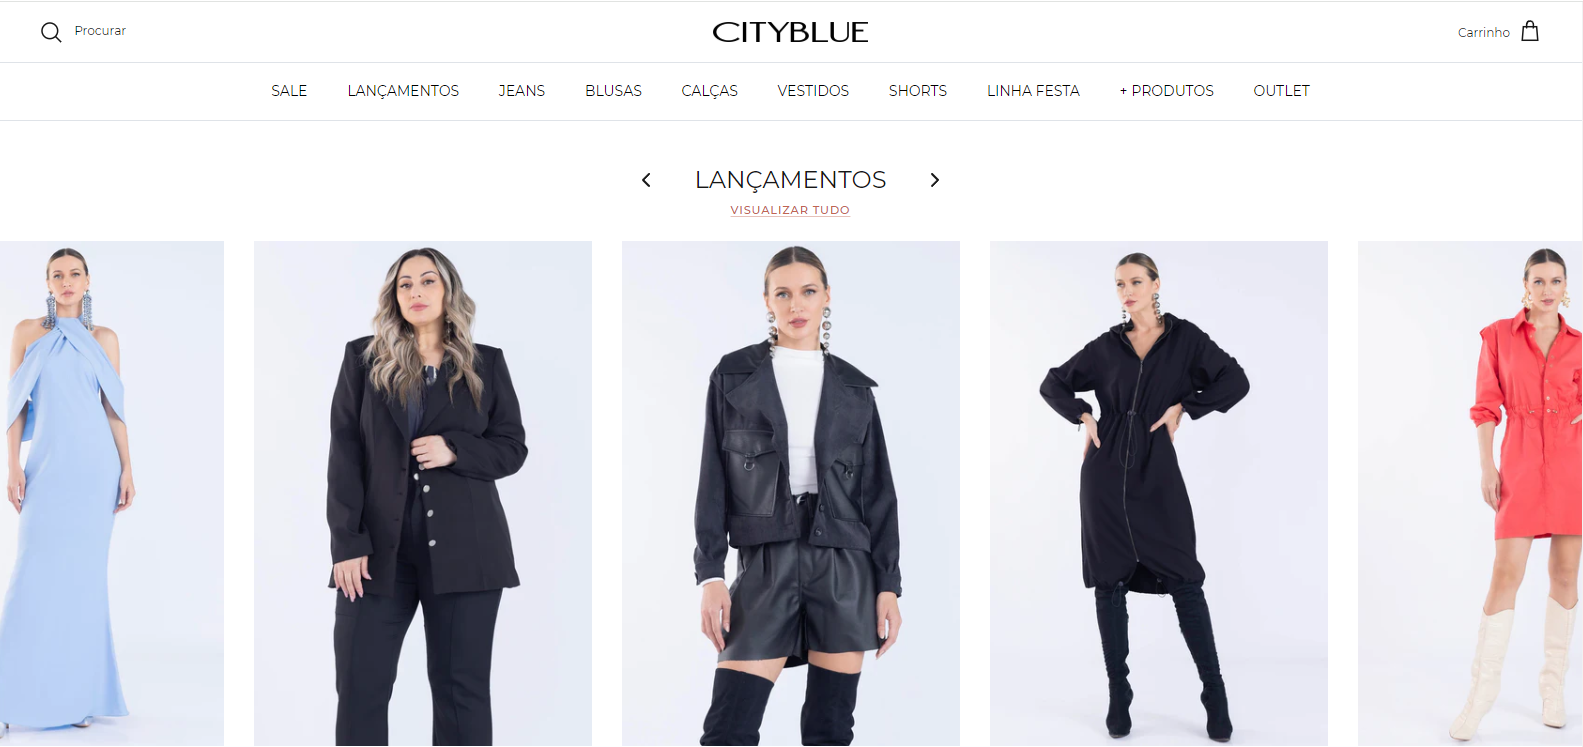 Procurar
CITYBLUE
Carrinho
SALE LANÇAMENTOS JEANS BLUSAS CALÇAS VESTIDOS SHORTS LINHA FESTA + PRODUTOS OUTLET
LANÇAMENTOS
VISUALIZAR TUDO